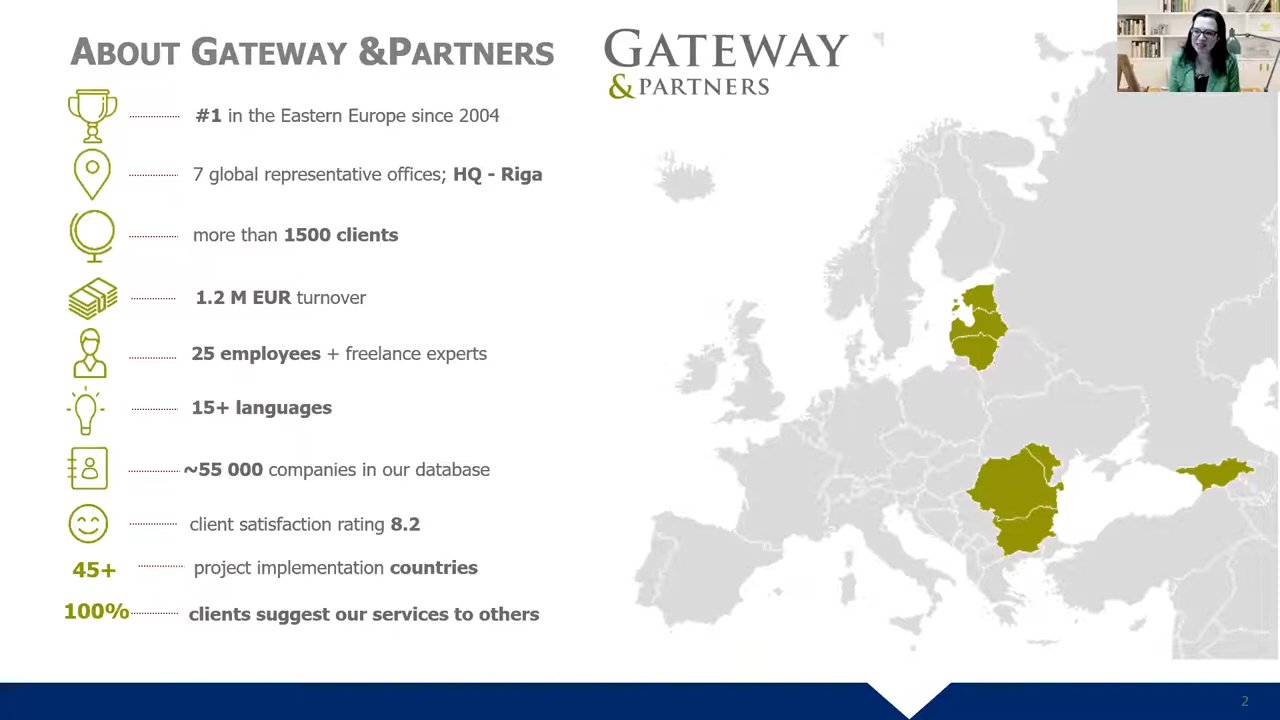 ABOUT GATEWAY &PARTNERS
GATEWAY
& PARTNERS
#1 in the Eastern Europe since 2004
7 global representative offices; HQ - Riga
more than 1500 clients
1.2 M EUR turnover
25 employees + freelance experts
15+ languages
~55 000 companies in our database
client satisfaction rating 8.2
45+ project implementation countries
100% clients suggest our services to others
2